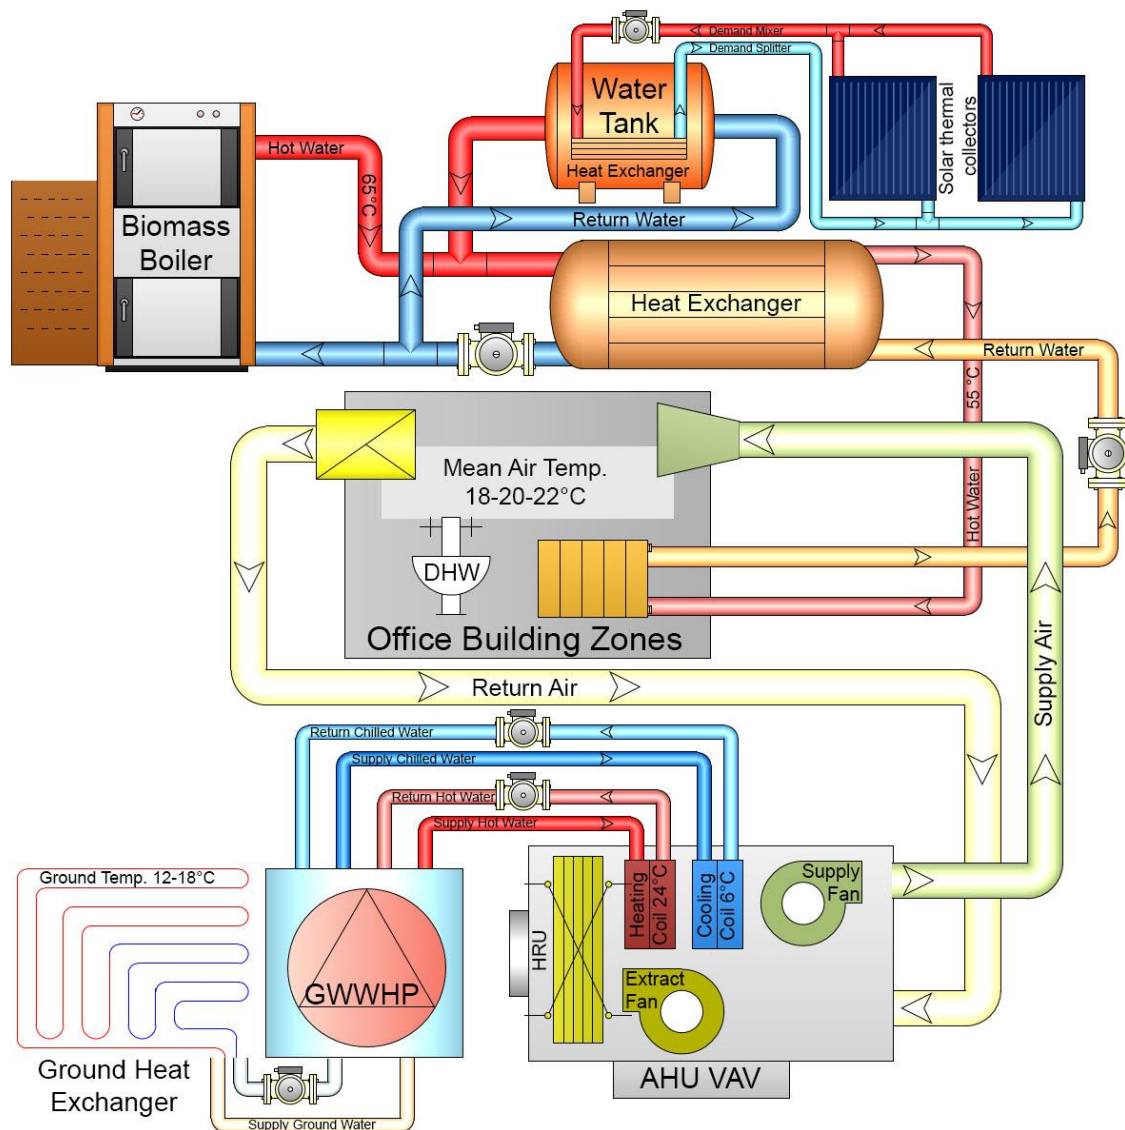 Demand Mixer
Demand Splitter
Water
Tank
Heat Exchanger
Solar thermal
collectors
Hot Water
65°C
Biomass
Boiler
Return Water
Heat Exchanger
Return Water
55 °C
Hot Water
Mean Air Temp.
18-20-22°C
DHW
Office Building Zones
Return Air
Supply Air
Return Chilled Water
Supply Chilled Water
Return Hot Water
Supply Hot Water
Ground Temp. 12-18°C
GWWHP
Ground Heat
Exchanger
Supply Ground Water
HRU
Heating
Coil 24°C
Cooling
Coil 6°C
Supply
Fan
Extract
Fan
AHU VAV